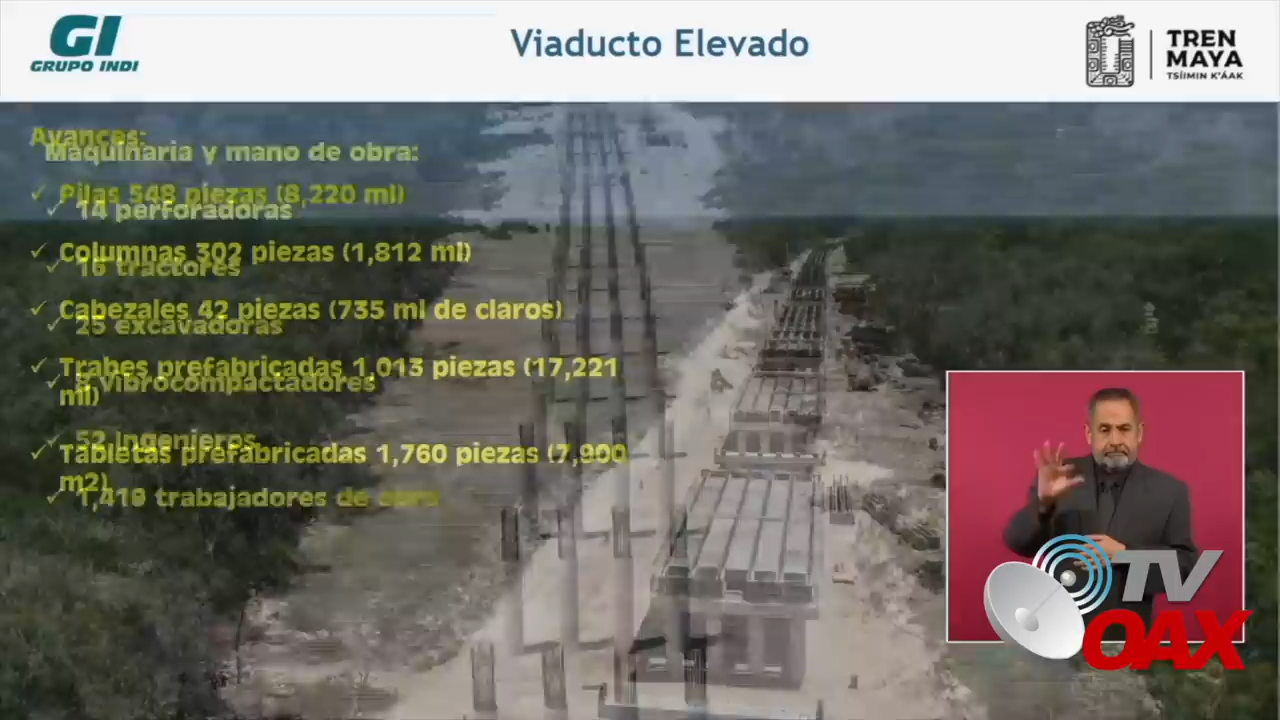 GI
GRUPO INDI
Viaducto Elevado
TREN
MAYA
TSÍIMIN K'ÁAK
Avances:
Maquinaria y mano de obra:
✓ Pilas 548 piezas (8,220 ml)
✓ 14 perforadoras
✓ Columnas 302 piezas (1,812 ml)
✓ 16 tractores
✓ Cabezales 42 piezas (735 ml de claros)
✓ 25 excavadoras
✓ Trabes prefabricadas 1,013 piezas (17,221
ml)
✓ vibrocompactadores
✓ 52 ingenieros
✓ Tabletas prefabricadas 1,760 piezas (7,900
m2)
✓ 1,419 trabajadores de obra
TV
OAX